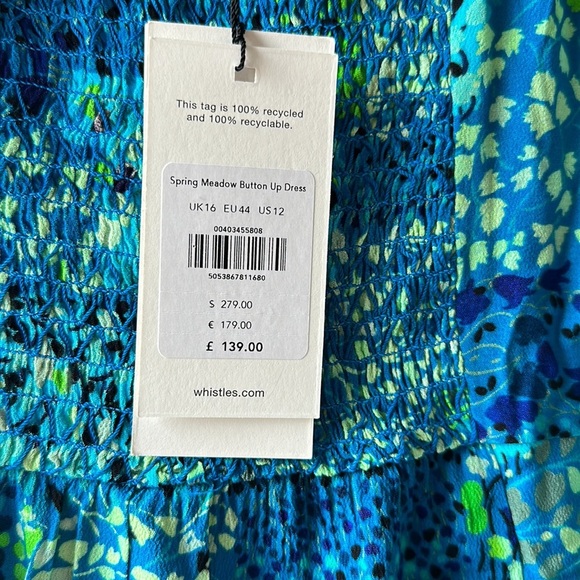 This tag is 100% recycled
and 100% recyclable.
Spring Meadow Button Up Dress
UK16 EU44 US12
00403455808
5053867811680
$ 279.00
€ 179.00
£ 139.00
whistles.com